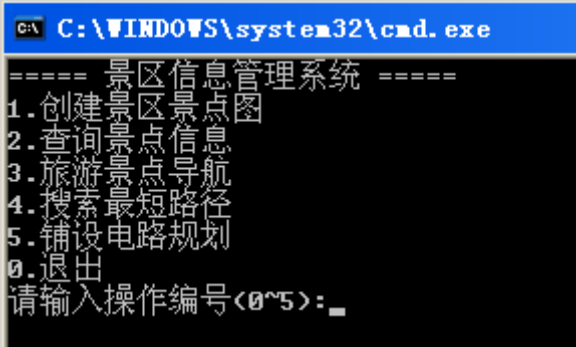 C:\WINDOWS\system32\cmd.exe
===== 景区信息管理系统 =====
1.创建景区景点图
2.查询景点信息
3.旅游景点导航
4.搜索最短路径
5.铺设电路规划
0.退出
请输入操作编号(0~5):_